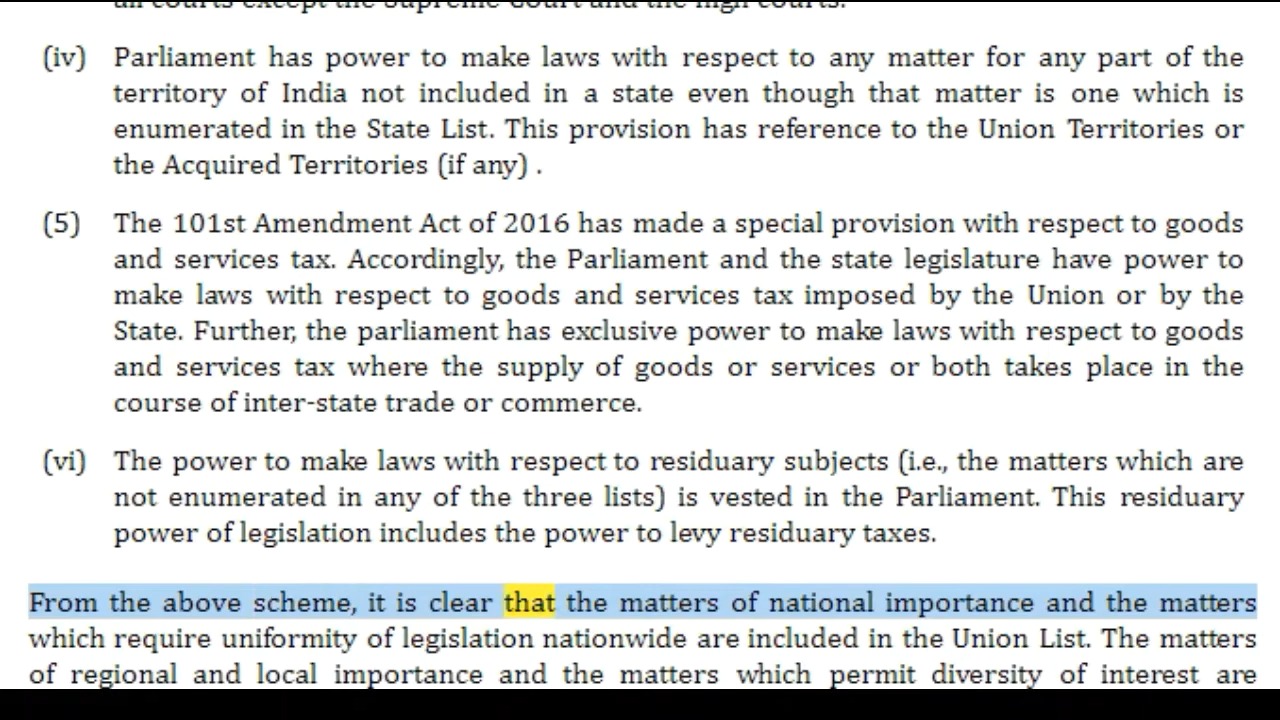 all courts except the Supreme Court and the high courts.
(iv) Parliament has power to make laws with respect to any matter for any part of the
territory of India not included in a state even though that matter is one which is
enumerated in the State List. This provision has reference to the Union Territories or
the Acquired Territories (if any) .
(5) The 101st Amendment Act of 2016 has made a special provision with respect to goods
and services tax. Accordingly, the Parliament and the state legislature have power to
make laws with respect to goods and services tax imposed by the Union or by the
State. Further, the parliament has exclusive power to make laws with respect to goods
and services tax where the supply of goods or services or both takes place in the
course of inter-state trade or commerce.
(vi) The power to make laws with respect to residuary subjects (i.e., the matters which are
not enumerated in any of the three lists) is vested in the Parliament. This residuary
power of legislation includes the power to levy residuary taxes.
From the above scheme, it is clear that the matters of national importance and the matters
which require uniformity of legislation nationwide are included in the Union List. The matters
of regional and local importance and the matters which permit diversity of interest are